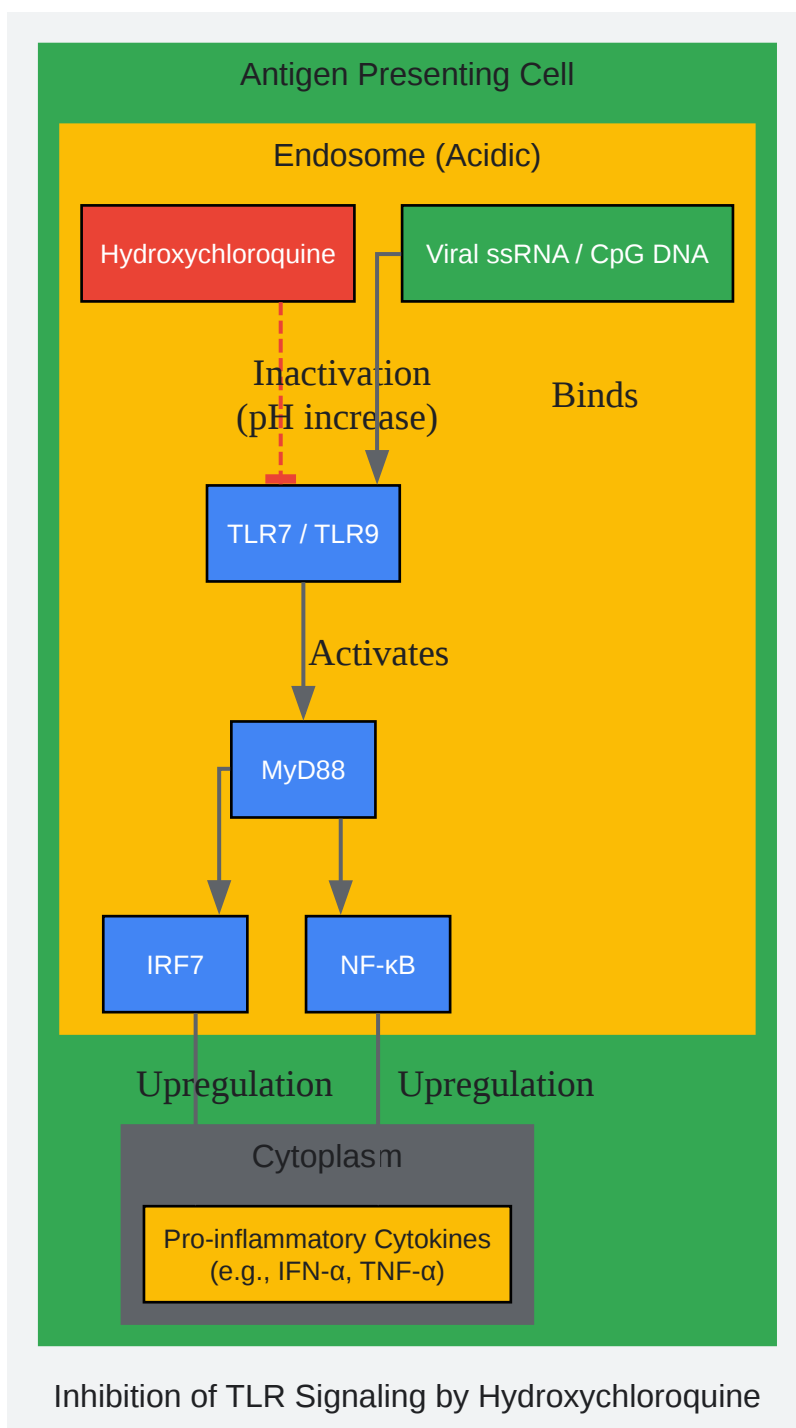 Antigen Presenting Cell
Endosome (Acidic)
Hydroxychloroquine
Viral ssRNA / CpG DNA
Inactivation
(pH increase)
Binds
TLR7 / TLR9
Activates
MyD88
IRF7
NF-κB
Upregulation
Upregulation
Cytoplasm
Pro-inflammatory Cytokines
(e.g., IFN-α, TNF-α)
Inhibition of TLR Signaling by Hydroxychloroquine